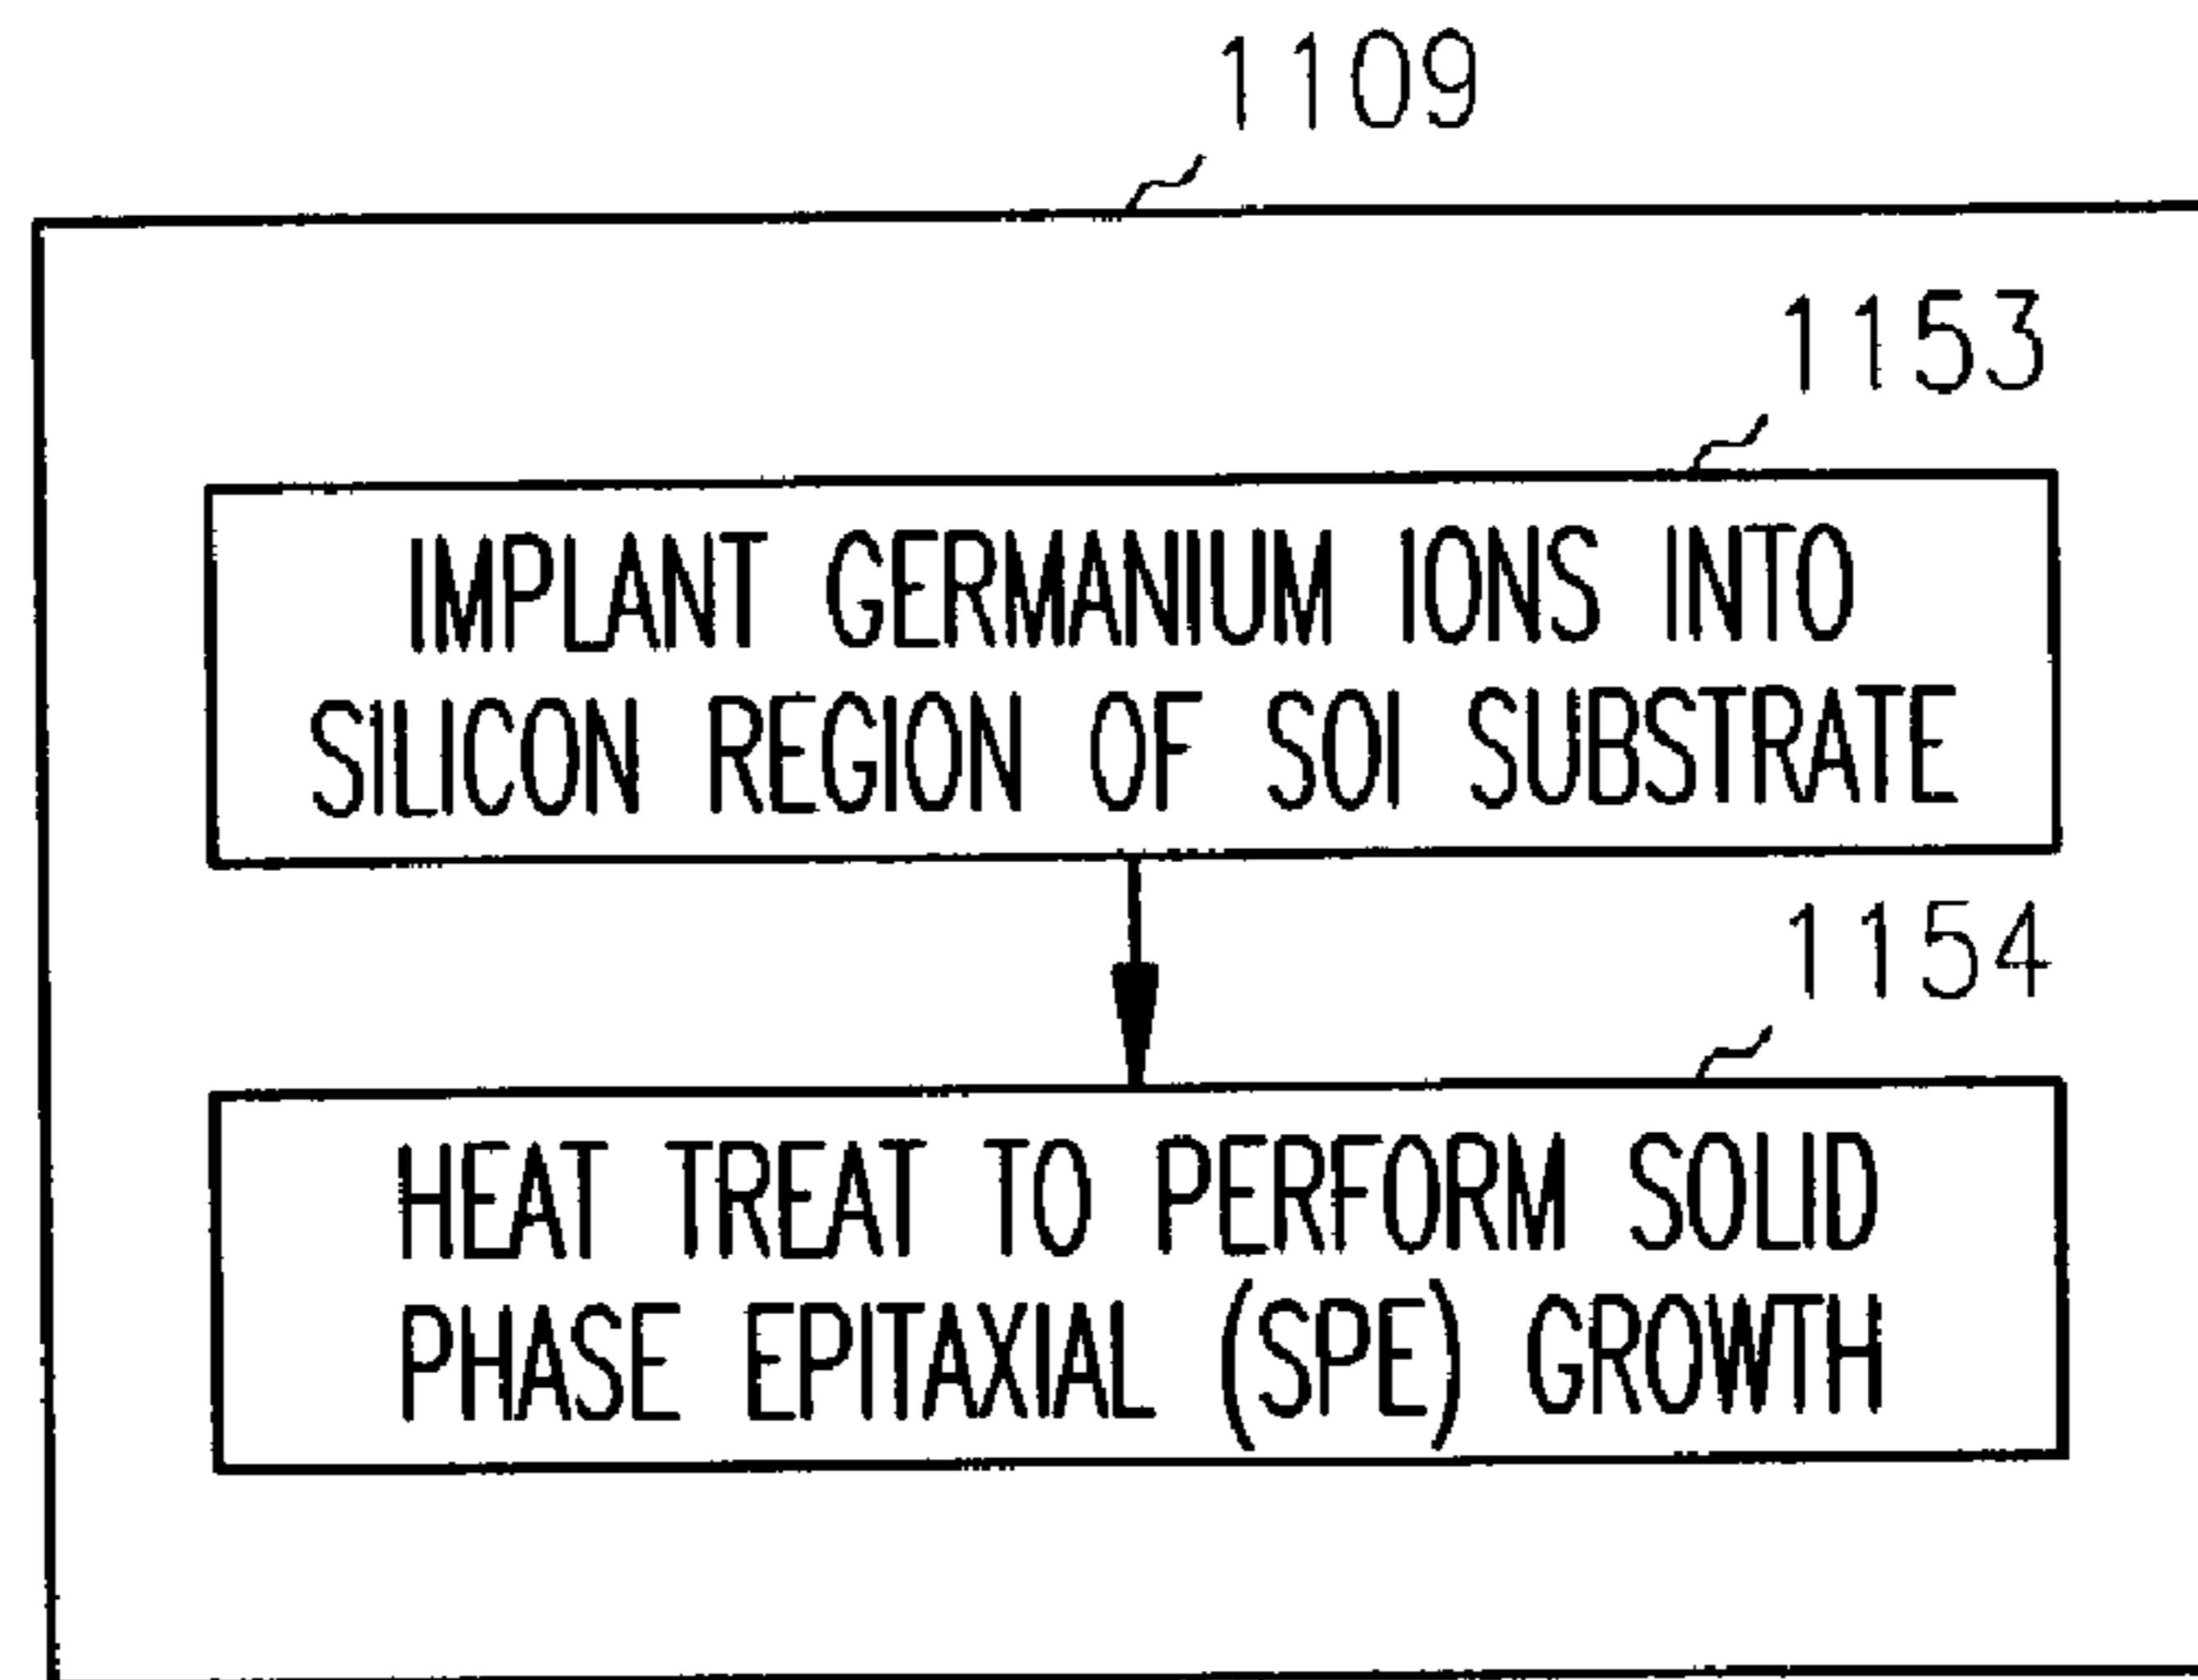 1109
1153
IMPLANT GERMANIUM IONS INTO
SILICON REGION OF SOI SUBSTRATE
1154
HEAT TREAT TO PERFORM SOLID
PHASE EPITAXIAL (SPE) GROWTH